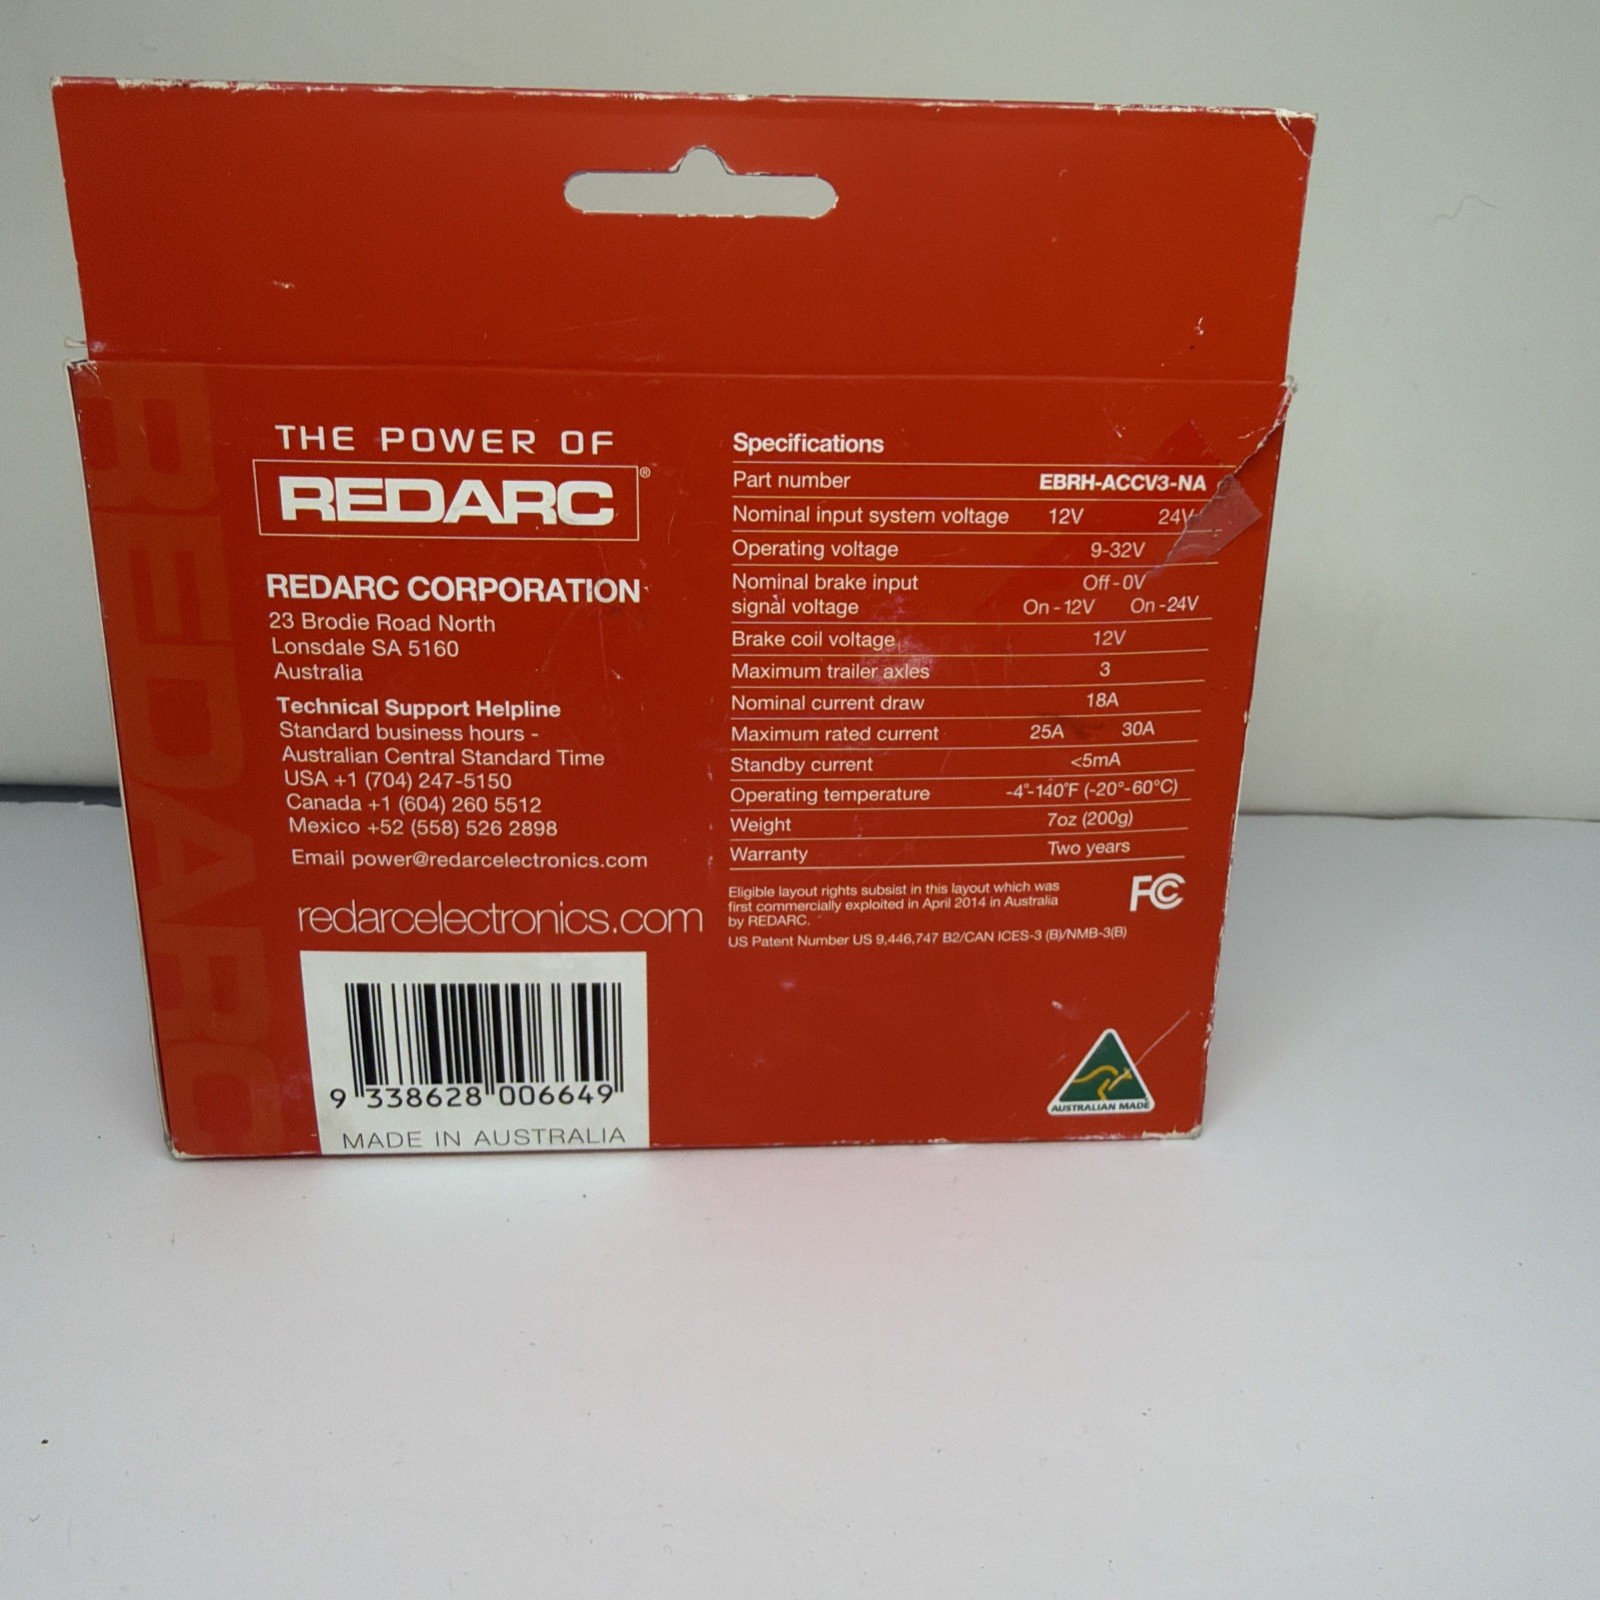 THE POWER OF
REDARC®
REDARC CORPORATION
23 Brodie Road North
Lonsdale SA 5160
Australia
Technical Support Helpline
Standard business hours -
Australian Central Standard Time
USA +1 (704) 247-5150
Canada +1 (604) 260 5512
Mexico +52 (558) 526 2898
Email power@redarcelectronics.com
redarcelectronics.com
9 338628 006649
MADE IN AUSTRALIA
REDARC
Specifications
Part number EBRH-ACCV3-NA
Nominal input system voltage 12V 24V
Operating voltage 9-32V
Nominal brake input Off - 0V
signal voltage On - 12V On -24V
Brake coil voltage 12V
Maximum trailer axles 3
Nominal current draw 18A
Maximum rated current 25A 30A
Standby current <5mA
Operating temperature -4°-140°F (-20°-60°C)
Weight 7oz (200g)
Warranty Two years
Eligible layout rights subsist in this layout which was
first commercially exploited in April 2014 in Australia
by REDARC.
US Patent Number US 9,446,747 B2/CAN ICES-3 (B)/NMB-3(B)
FC
AUSTRALIAN MADE